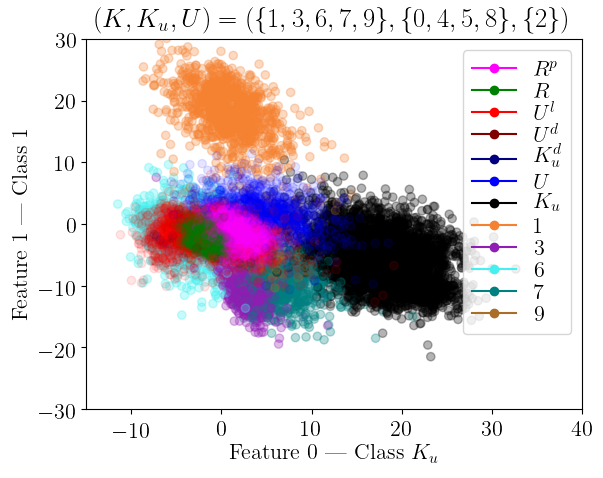 (K, K_u, U) = ({1, 3, 6, 7, 9}, {0, 4, 5, 8}, {2})
30
20
10
0
−10
−20
−30
Feature 1 — Class 1
R^p
R
U^l
U^d
K_u^d
U
K_u
1
3
6
7
9
−10
0
10
20
30
40
Feature 0 — Class K_u